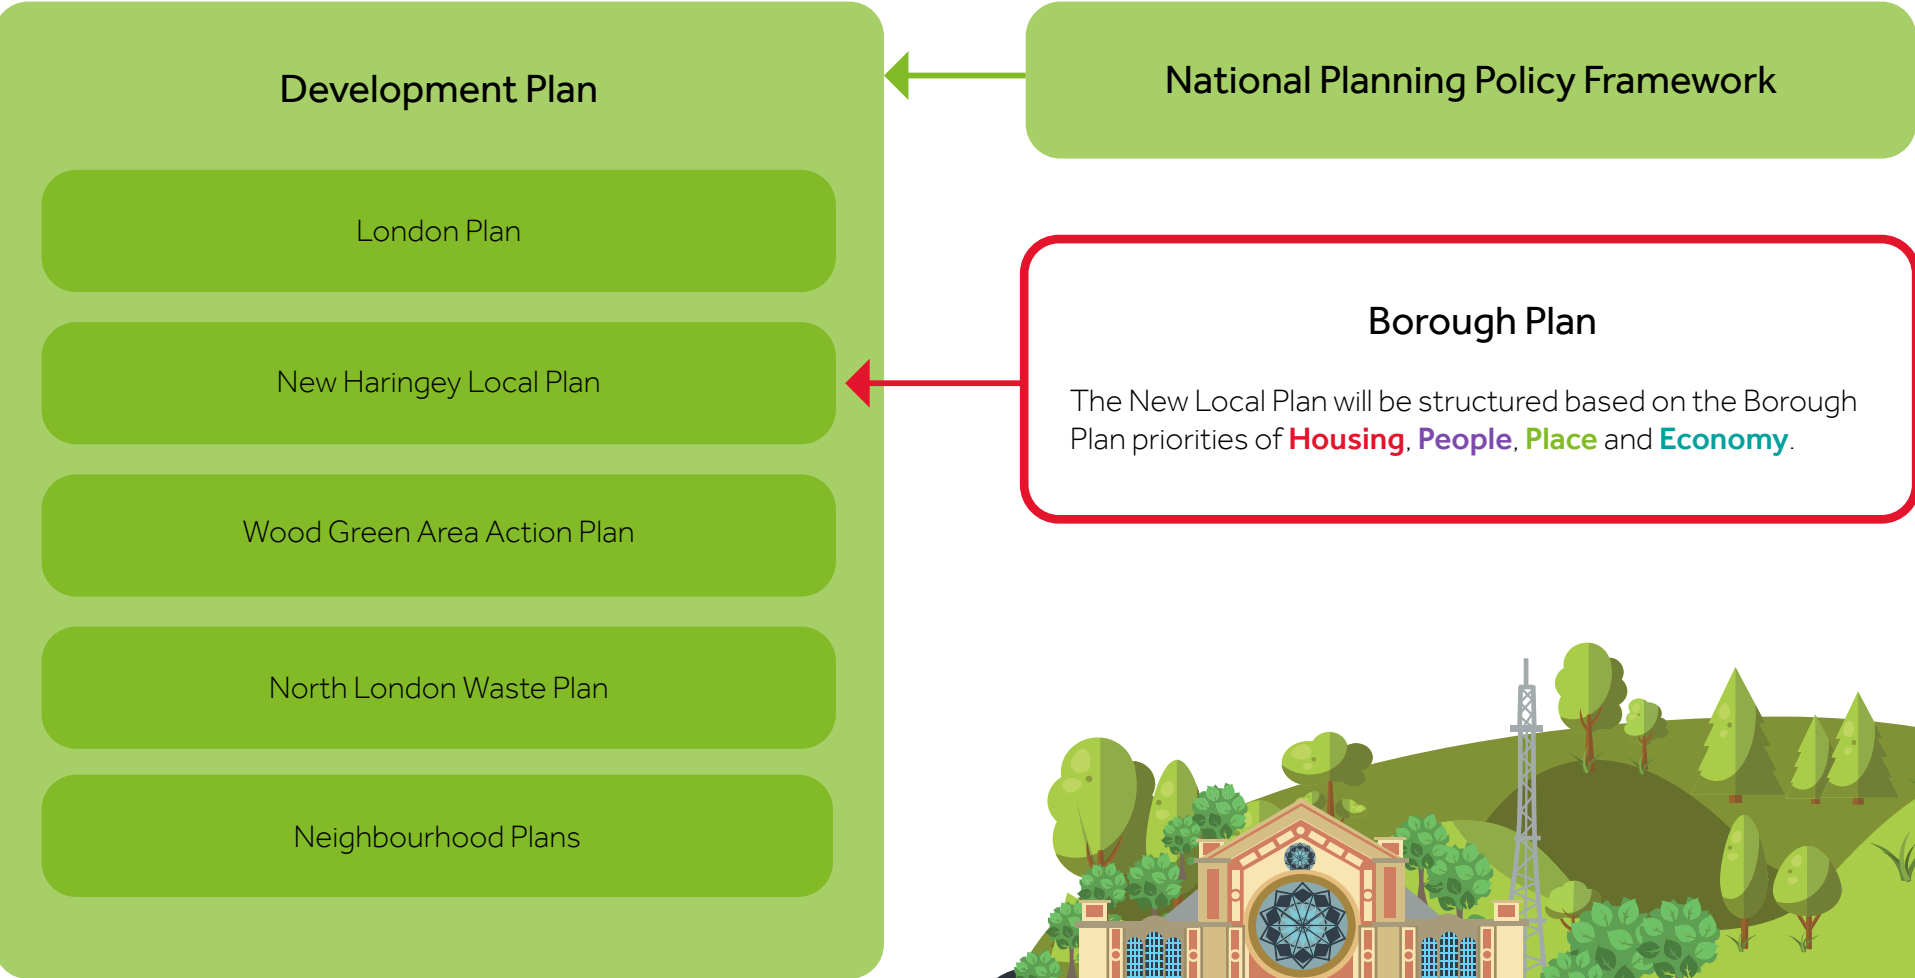 Development Plan
London Plan
New Haringey Local Plan
Wood Green Area Action Plan
North London Waste Plan
Neighbourhood Plans
National Planning Policy Framework
Borough Plan
The New Local Plan will be structured based on the Borough
Plan priorities of Housing, People, Place and Economy.